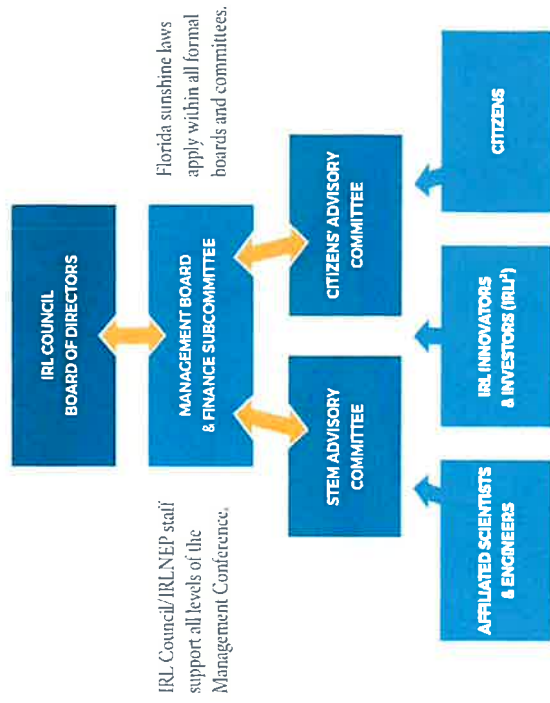 IRL COUNCIL
BOARD OF DIRECTORS
MANAGEMENT BOARD
& FINANCE SUBCOMMITTEE
IRL Council/IRLNEP staff
support all levels of the
Management Conference.
Florida sunshine laws
apply within all formal
boards and committees.
STEM ADVISORY
COMMITTEE
CITIZENS' ADVISORY
COMMITTEE
AFFILIATED SCIENTISTS
& ENGINEERS
IRL INNOVATORS
& INVESTORS (IRLI²)
CITIZENS